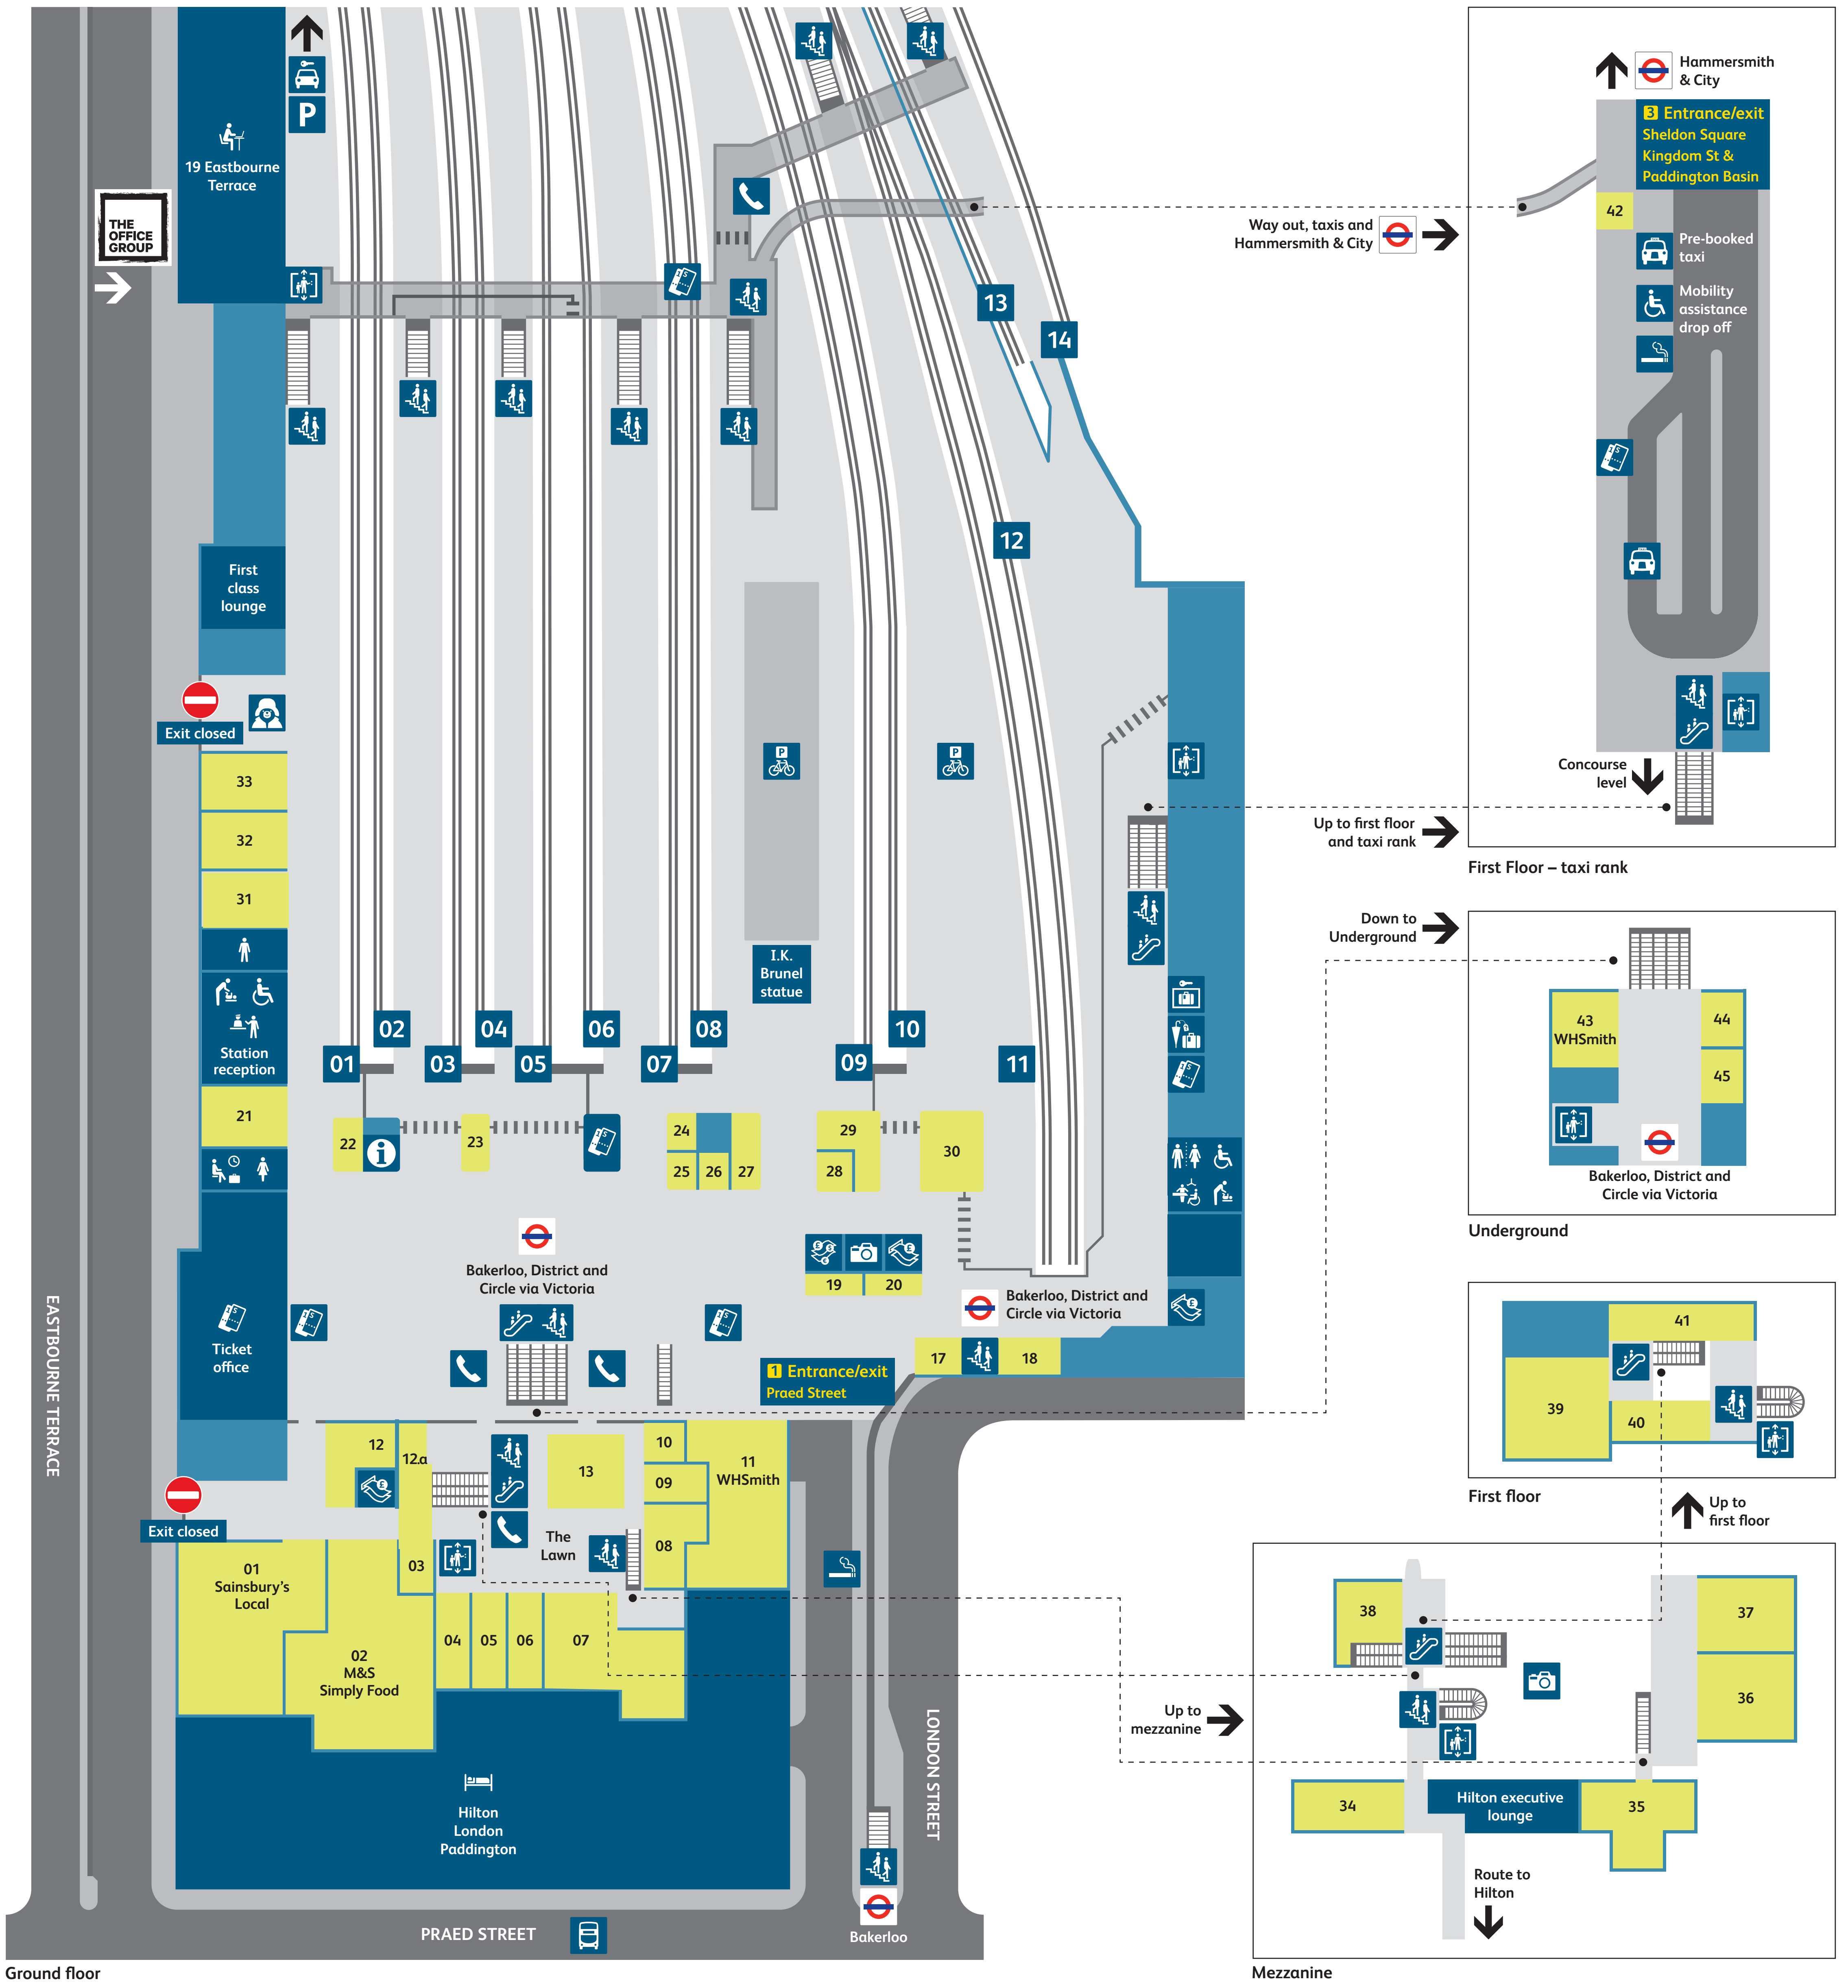 P
19 Eastbourne
Terrace
THE
OFFICE
GROUP
13
14
12
First
class
lounge
Exit closed
33
32
31
Station
reception
21
P
P
I.K.
Brunel
statue
02
04
06
08
10
01
03
05
07
09
11
22
i
23
24
25
26
27
29
28
30
Bakerloo, District and
Circle via Victoria
19
20
Bakerloo, District and
Circle via Victoria
Ticket
office
17
18
1 Entrance/exit
Praed Street
EASTBOURNE TERRACE
12
12.a
13
10
09
08
11
WHSmith
The
Lawn
Exit closed
01
Sainsbury's
Local
03
02
M&S
Simply Food
04
05
06
07
Hilton
London
Paddington
LONDON STREET
Bakerloo
PRAED STREET
Ground floor
Way out, taxis and
Hammersmith & City
Hammersmith
& City
3 Entrance/exit
Sheldon Square
Kingdom St &
Paddington Basin
42
Pre-booked
taxi
Mobility
assistance
drop off
Concourse
level
Up to first floor
and taxi rank
First Floor – taxi rank
Down to
Underground
43
WHSmith
44
45
Bakerloo, District and
Circle via Victoria
Underground
41
39
40
First floor
Up to
first floor
38
37
36
Up to
mezzanine
34
Hilton executive
lounge
35
Route to
Hilton
Mezzanine